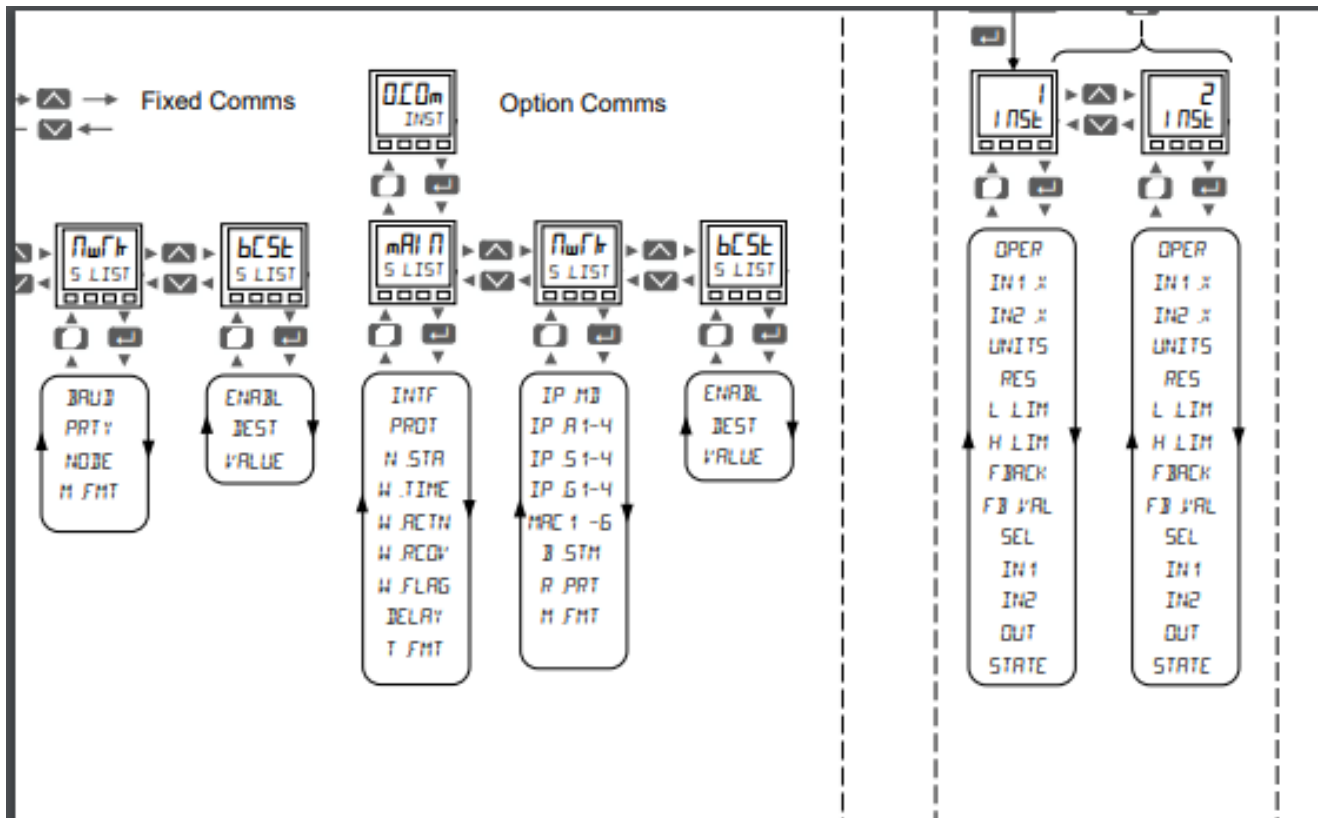 Fixed Comms
O.COm
INST
Option Comms
1
INSt
2
INSt
NwrK
S LIST
bCSt
S LIST
mAIN
S LIST
NwrK
S LIST
bCSt
S LIST
BAUD
PRTY
NODE
M .FMT
ENABL
DEST
VALUE
INTF
PROT
N .STA
W .TIME
W .ACTN
W .RCOV
W .FLAG
DELAY
T .FMT
IP .MD
IP .A1-4
IP .S1-4
IP .G1-4
MAC 1 -6
B .STM
R .PRT
M .FMT
ENABL
DEST
VALUE
OPER
IN1 .x
IN2 .x
UNITS
RES
L .LIM
H .LIM
F BACK
FB .VAL
SEL
IN1
IN2
OUT
STATE
OPER
IN1 .x
IN2 .x
UNITS
RES
L .LIM
H .LIM
F BACK
FB .VAL
SEL
IN1
IN2
OUT
STATE